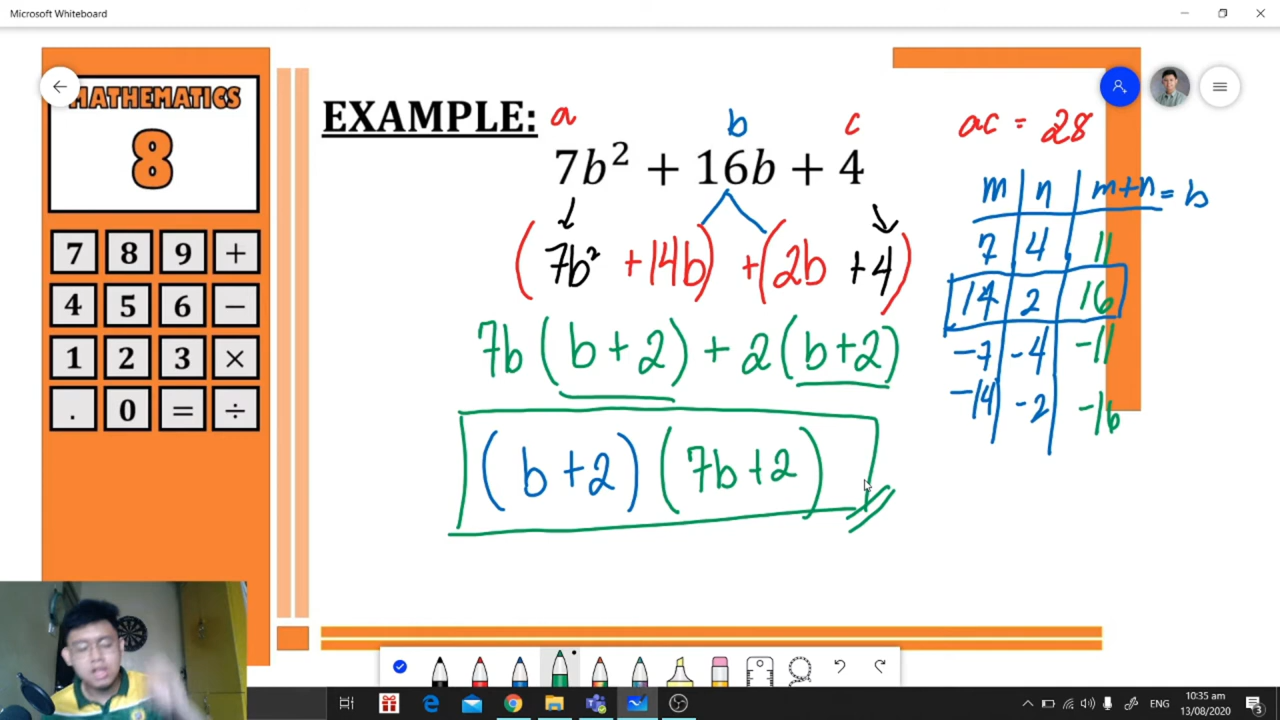 Microsoft Whiteboard
MATHEMATICS
8
7 8 9 +
4 5 6 −
1 2 3 ×
. 0 = ÷
EXAMPLE:
a b c
7b² + 16b + 4
(7b² + 14b) + (2b + 4)
7b (b + 2) + 2 (b + 2)
(b + 2) (7b + 2)
ac = 28
m n m+n = b
7 4 11
14 2 16
-7 -4 -11
-14 -2 -16
ENG
10:35 am
13/08/2020
3